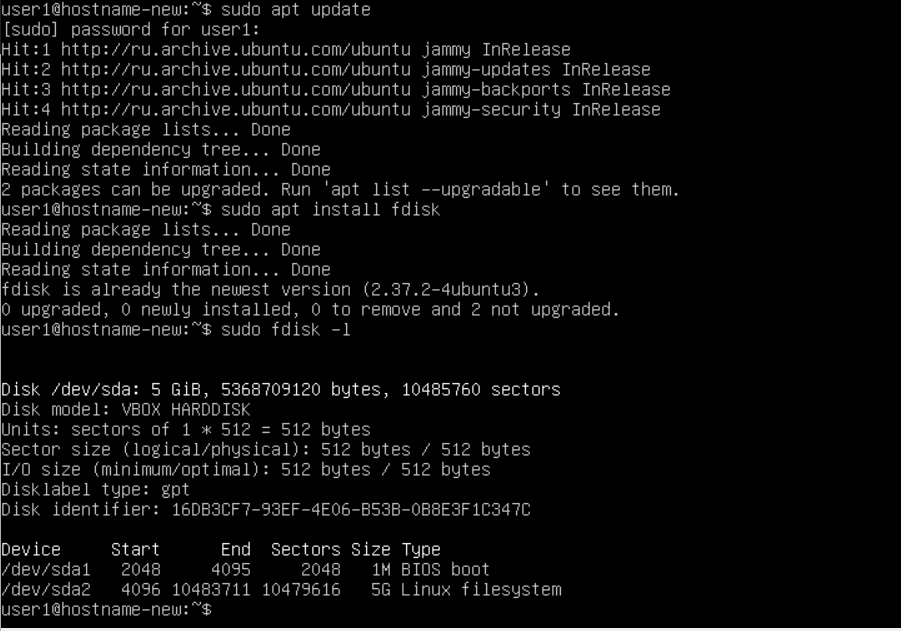 user1@hostname-new:~$ sudo apt update
[sudo] password for user1:
Hit:1 http://ru.archive.ubuntu.com/ubuntu jammy InRelease
Hit:2 http://ru.archive.ubuntu.com/ubuntu jammy-updates InRelease
Hit:3 http://ru.archive.ubuntu.com/ubuntu jammy-backports InRelease
Hit:4 http://ru.archive.ubuntu.com/ubuntu jammy-security InRelease
Reading package lists... Done
Building dependency tree... Done
Reading state information... Done
2 packages can be upgraded. Run 'apt list --upgradable' to see them.
user1@hostname-new:~$ sudo apt install fdisk
Reading package lists... Done
Building dependency tree... Done
Reading state information... Done
fdisk is already the newest version (2.37.2-4ubuntu3).
0 upgraded, 0 newly installed, 0 to remove and 2 not upgraded.
user1@hostname-new:~$ sudo fdisk -l
Disk /dev/sda: 5 GiB, 5368709120 bytes, 10485760 sectors
Disk model: VBOX HARDDISK
Units: sectors of 1 * 512 = 512 bytes
Sector size (logical/physical): 512 bytes / 512 bytes
I/O size (minimum/optimal): 512 bytes / 512 bytes
Disklabel type: gpt
Disk identifier: 16DB3CF7-93EF-4E06-B53B-0B8E3F1C347C
Device Start End Sectors Size Type
/dev/sda1 2048 4095 2048 1M BIOS boot
/dev/sda2 4096 10483711 10479616 5G Linux filesystem
user1@hostname-new:~$